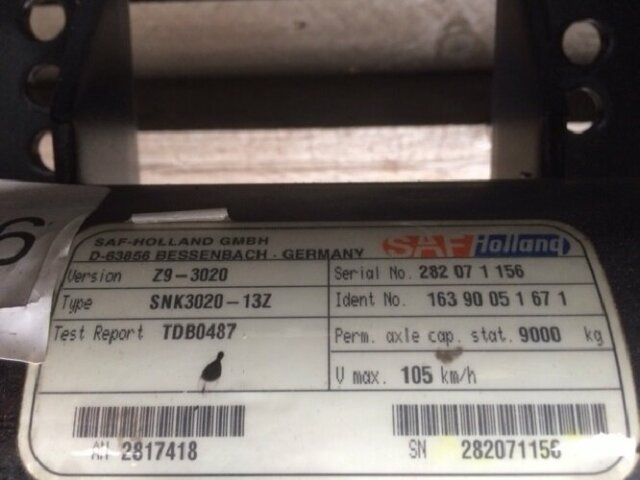 6
SAF-HOLLAND GMBH
D-63856 BESSENBACH - GERMANY
SAF Holland
Version Z9-3020
Serial No. 282 07 1 156
Type SNK3020-13Z
Ident No. 163 90 05 1 67 1
Test Report TDB0487
Perm. axle cap. stat. 9000 kg
V max. 105 km/h
AN 2817418
SN 282071156